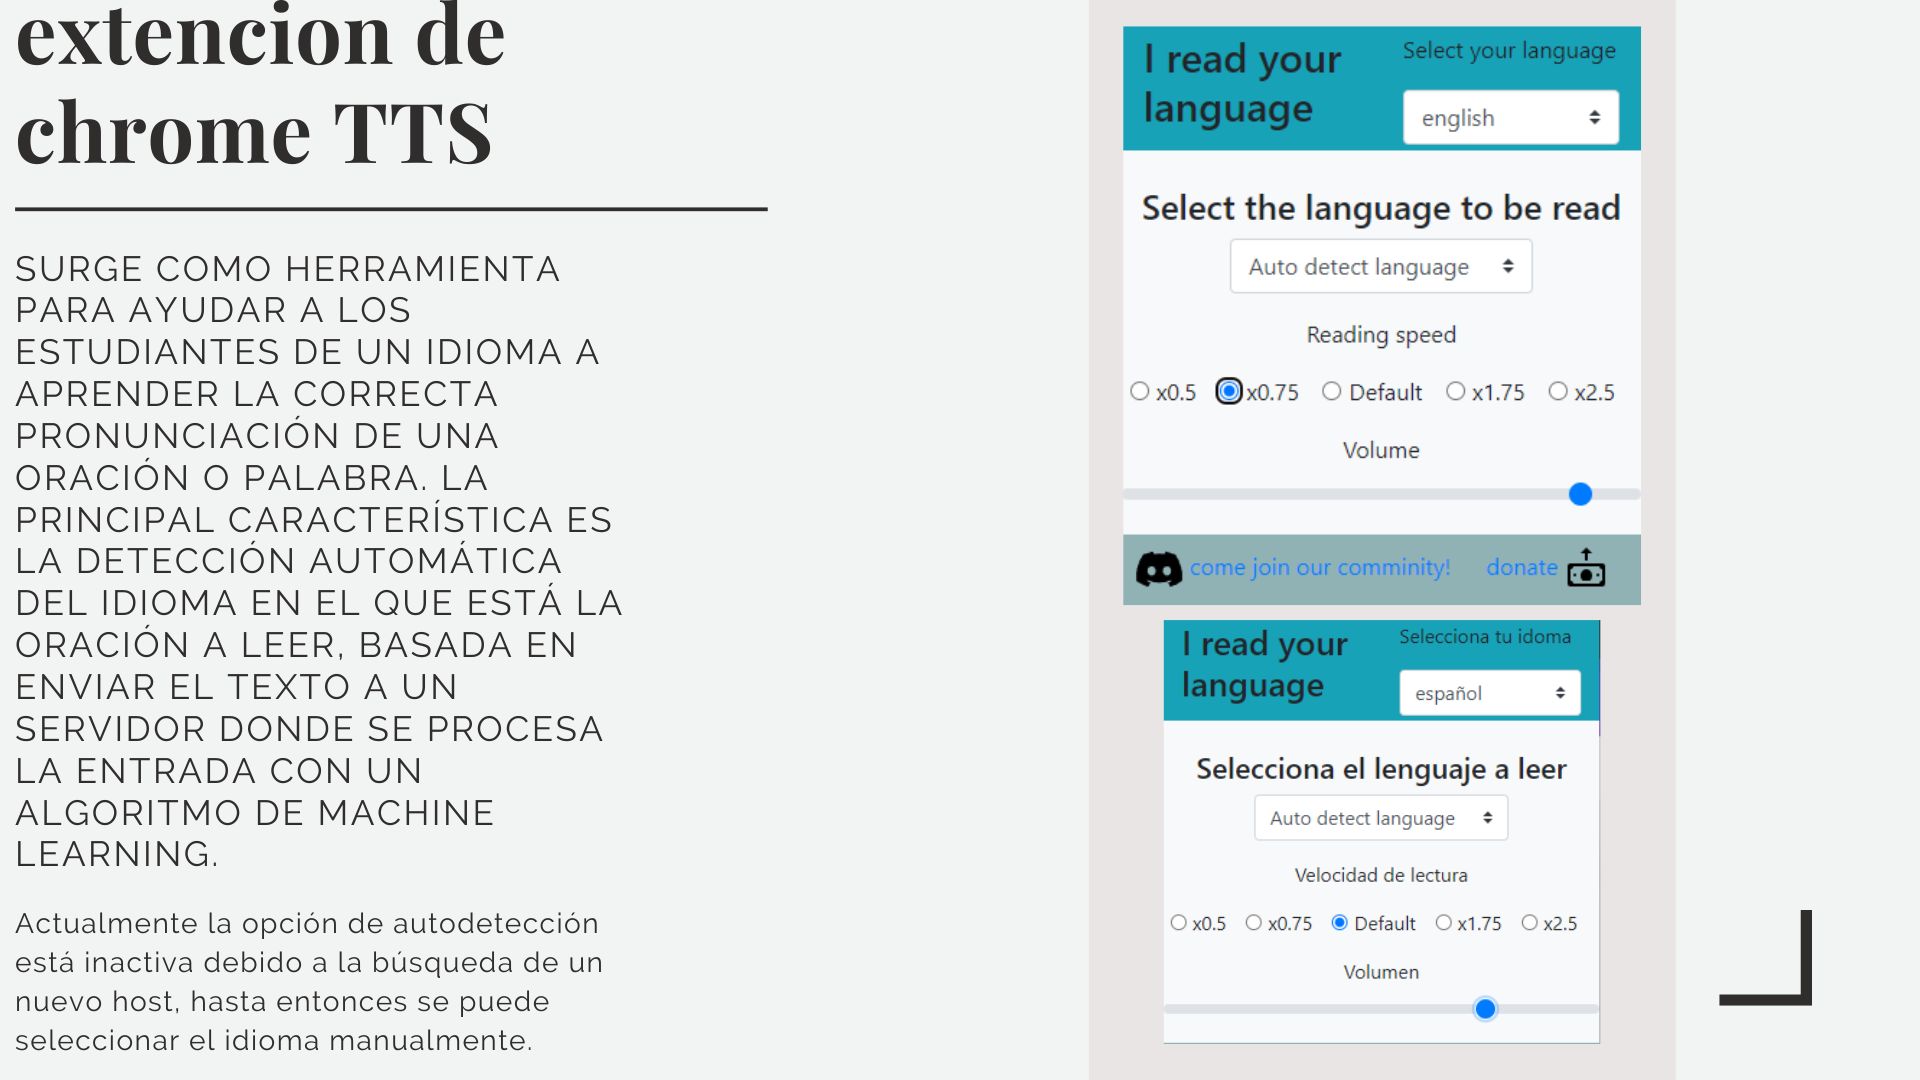 extencion de
chrome TTS
SURGE COMO HERRAMIENTA
PARA AYUDAR A LOS
ESTUDIANTES DE UN IDIOMA A
APRENDER LA CORRECTA
PRONUNCIACIÓN DE UNA
ORACIÓN O PALABRA. LA
PRINCIPAL CARACTERÍSTICA ES
LA DETECCIÓN AUTOMÁTICA
DEL IDIOMA EN EL QUE ESTÁ LA
ORACIÓN A LEER, BASADA EN
ENVIAR EL TEXTO A UN
SERVIDOR DONDE SE PROCESA
LA ENTRADA CON UN
ALGORITMO DE MACHINE
LEARNING.
Actualmente la opción de autodetección
está inactiva debido a la búsqueda de un
nuevo host, hasta entonces se puede
seleccionar el idioma manualmente.
I read your
language
Select your language
english
Select the language to be read
Auto detect language
Reading speed
x0.5 x0.75 Default x1.75 x2.5
Volume
come join our comminity! donate
I read your
language
Selecciona tu idoma
español
Selecciona el lenguaje a leer
Auto detect language
Velocidad de lectura
x0.5 x0.75 Default x1.75 x2.5
Volumen